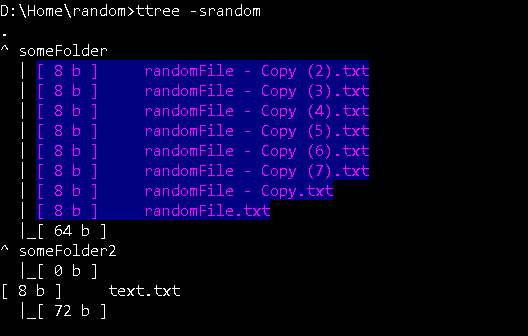 D:\Home\random>ttree -srandom
.
^ someFolder
  | [ 8 b ]     randomFile - Copy (2).txt
  | [ 8 b ]     randomFile - Copy (3).txt
  | [ 8 b ]     randomFile - Copy (4).txt
  | [ 8 b ]     randomFile - Copy (5).txt
  | [ 8 b ]     randomFile - Copy (6).txt
  | [ 8 b ]     randomFile - Copy (7).txt
  | [ 8 b ]     randomFile - Copy.txt
  | [ 8 b ]     randomFile.txt
  |_[ 64 b ]
^ someFolder2
  |_[ 0 b ]
[ 8 b ]     text.txt
  |_[ 72 b ]